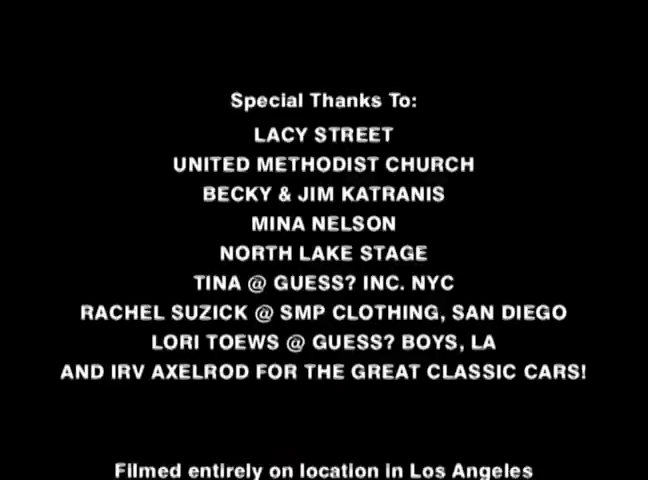 Special Thanks To:
LACY STREET
UNITED METHODIST CHURCH
BECKY & JIM KATRANIS
MINA NELSON
NORTH LAKE STAGE
TINA @ GUESS? INC. NYC
RACHEL SUZICK @ SMP CLOTHING, SAN DIEGO
LORI TOEWS @ GUESS? BOYS, LA
AND IRV AXELROD FOR THE GREAT CLASSIC CARS!
Filmed entirely on location in Los Angeles